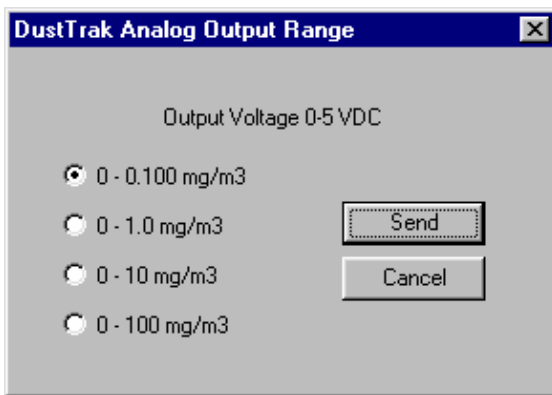 DustTrak Analog Output Range
Output Voltage 0-5 VDC
0 - 0.100 mg/m3
0 - 1.0 mg/m3
0 - 10 mg/m3
0 - 100 mg/m3
Send
Cancel